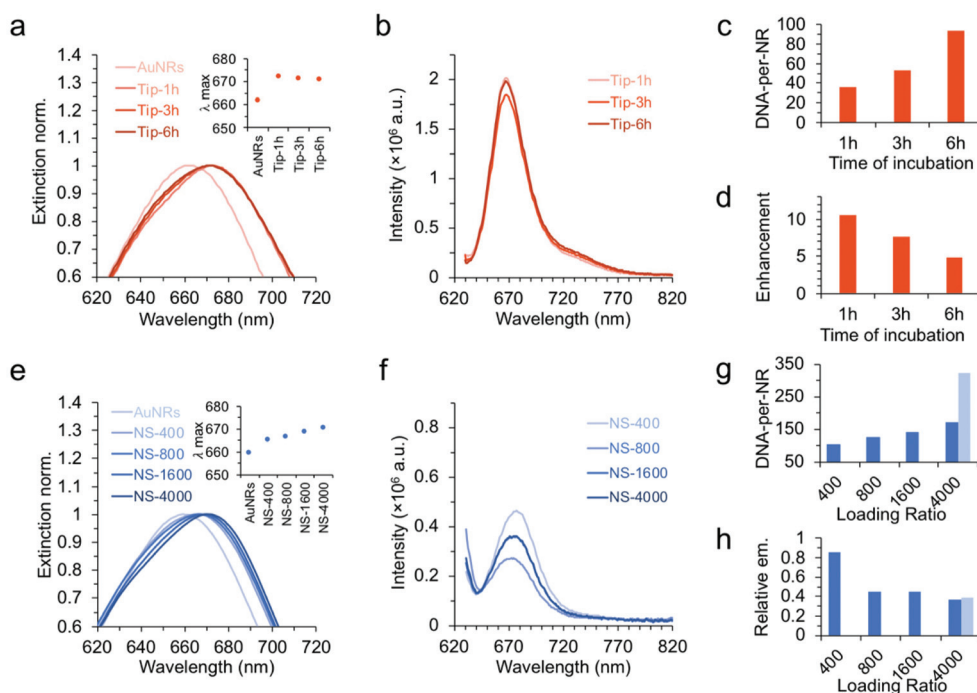 a
Extinction norm.
1.4
1.3
1.2
1.1
1
0.9
0.8
0.7
0.6
620 640 660 680 700 720
Wavelength (nm)
AuNRs
Tip-1h
Tip-3h
Tip-6h
λ max
680
670
660
650
AuNRs
Tip-1h
Tip-3h
Tip-6h
b
Intensity (×10⁶ a.u.)
2
1.5
1
0.5
0
620 670 720 770 820
Wavelength (nm)
Tip-1h
Tip-3h
Tip-6h
c
DNA-per-NR
100
80
60
40
20
0
1h 3h 6h
Time of incubation
d
Enhancement
10
5
0
1h 3h 6h
Time of incubation
e
Extinction norm.
1.4
1.3
1.2
1.1
1
0.9
0.8
0.7
0.6
620 640 660 680 700 720
Wavelength (nm)
AuNRs
NS-400
NS-800
NS-1600
NS-4000
λ max
680
670
660
650
AuNRs
NS-400
NS-800
NS-1600
NS-4000
f
Intensity (×10⁶ a.u.)
0.8
0.6
0.4
0.2
0
620 670 720 770 820
Wavelength (nm)
NS-400
NS-800
NS-1600
NS-4000
g
DNA-per-NR
350
250
150
50
400 800 1600 4000
Loading Ratio
h
Relative em.
1
0.8
0.6
0.4
0.2
0
400 800 1600 4000
Loading Ratio